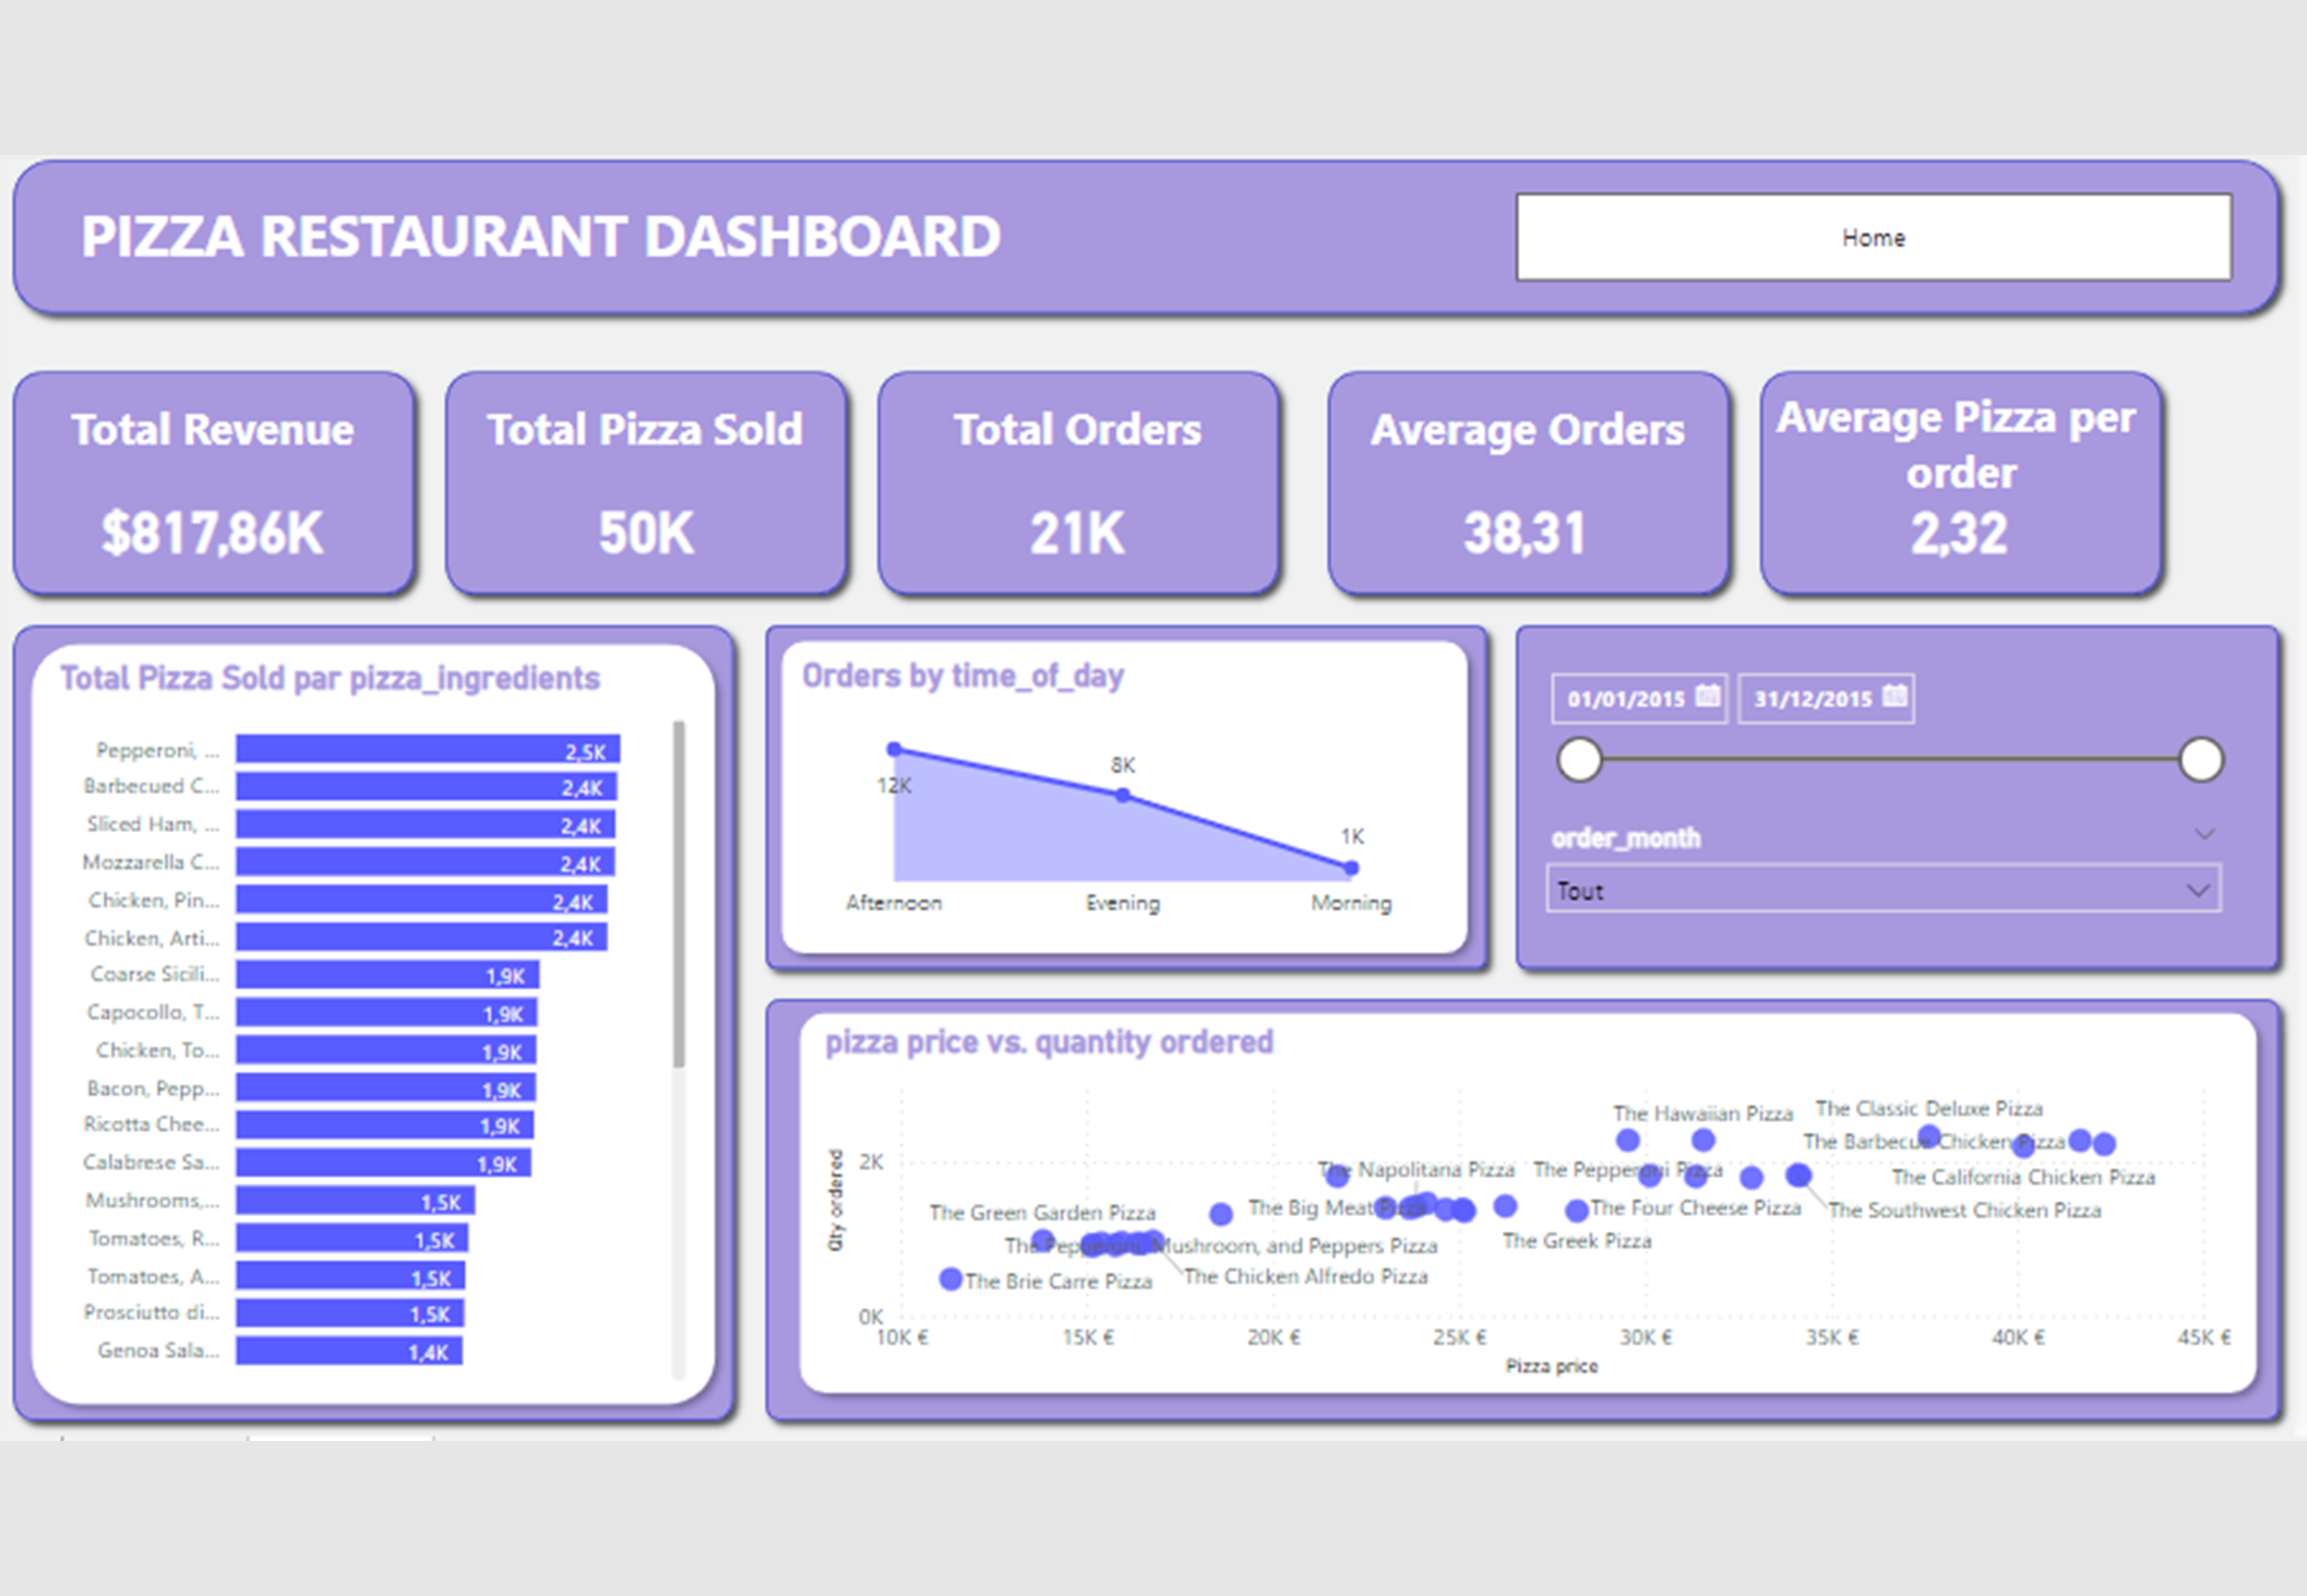 PIZZA RESTAURANT DASHBOARD
Home
Total Revenue
$817,86K
Total Pizza Sold
50K
Total Orders
21K
Average Orders
38,31
Average Pizza per
order
2,32
Total Pizza Sold par pizza_ingredients
Pepperoni, ... 2,5K
Barbecued C... 2,4K
Sliced Ham, ... 2,4K
Mozzarella C... 2,4K
Chicken, Pin... 2,4K
Chicken, Arti... 2,4K
Coarse Sicili... 1,9K
Capocollo, T... 1,9K
Chicken, To... 1,9K
Bacon, Pepp... 1,9K
Ricotta Chee... 1,9K
Calabrese Sa... 1,9K
Mushrooms,... 1,5K
Tomatoes, R... 1,5K
Tomatoes, A... 1,5K
Prosciutto di... 1,5K
Genoa Sala... 1,4K
Orders by time_of_day
12K
8K
1K
Afternoon Evening Morning
01/01/2015 31/12/2015
order_month
Tout
pizza price vs. quantity ordered
Qty ordered
2K
0K
The Hawaiian Pizza
The Classic Deluxe Pizza
The Barbecue Chicken Pizza
The Napolitana Pizza
The Pepperoni Pizza
The California Chicken Pizza
The Green Garden Pizza
The Big Meat Pizza
The Four Cheese Pizza
The Southwest Chicken Pizza
The Pepperoni, Mushroom, and Peppers Pizza
The Greek Pizza
The Brie Carre Pizza
The Chicken Alfredo Pizza
10K € 15K € 20K € 25K € 30K € 35K € 40K € 45K €
Pizza price